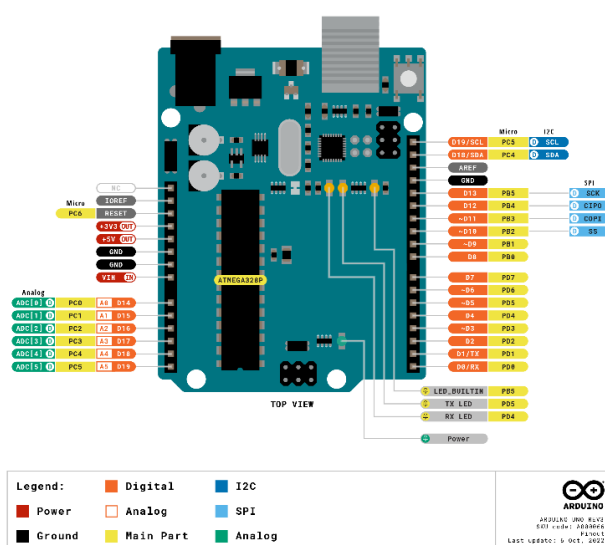 Micro I2C
D19/SCL PC5 D SCL
D18/SDA PC4 D SDA
AREF
GND
SPI
D13 PB5 D SCK
D12 PB4 D CIPO
~D11 PB3 D COPI
~D10 PB2 D SS
~D9 PB1
D8 PB0
D7 PD7
~D6 PD6
~D5 PD5
D4 PD4
~D3 PD3
D2 PD2
D1/TX PD1
D0/RX PD0
NC
IOREF
Micro
PC6 RESET
+3V3 OUT
+5V OUT
GND
GND
VIN IN
Analog
ADC[0] D PC0 A0 D14
ADC[1] D PC1 A1 D15
ADC[2] D PC2 A2 D16
ADC[3] D PC3 A3 D17
ADC[4] D PC4 A4 D18
ADC[5] D PC5 A5 D19
ATMEGA328P
TOP VIEW
LED_BUILTIN PB5
TX LED PD5
RX LED PD4
Power
Legend:
Digital
I2C
Power
Analog
SPI
Ground
Main Part
Analog
ARDUINO
ARDUINO UNO REV3
SKU code: A000066
Pinout
Last update: 6 Oct, 2022